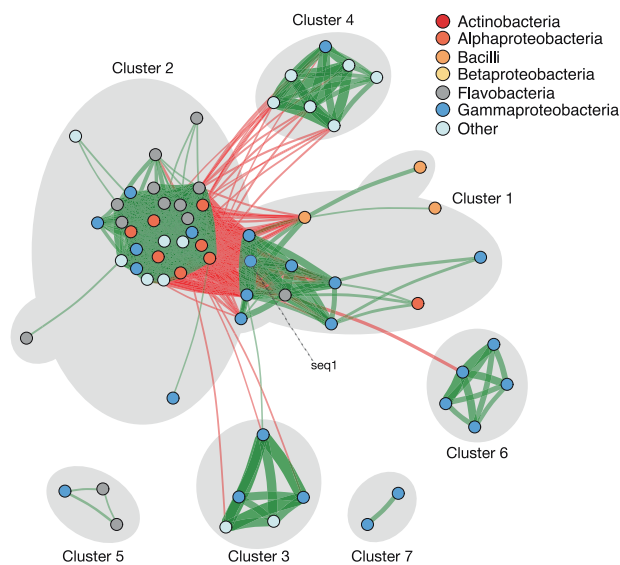 Cluster 4
Actinobacteria
Alphaproteobacteria
Bacilli
Betaproteobacteria
Flavobacteria
Gammaproteobacteria
Other
Cluster 2
Cluster 1
seq1
Cluster 6
Cluster 5
Cluster 3
Cluster 7